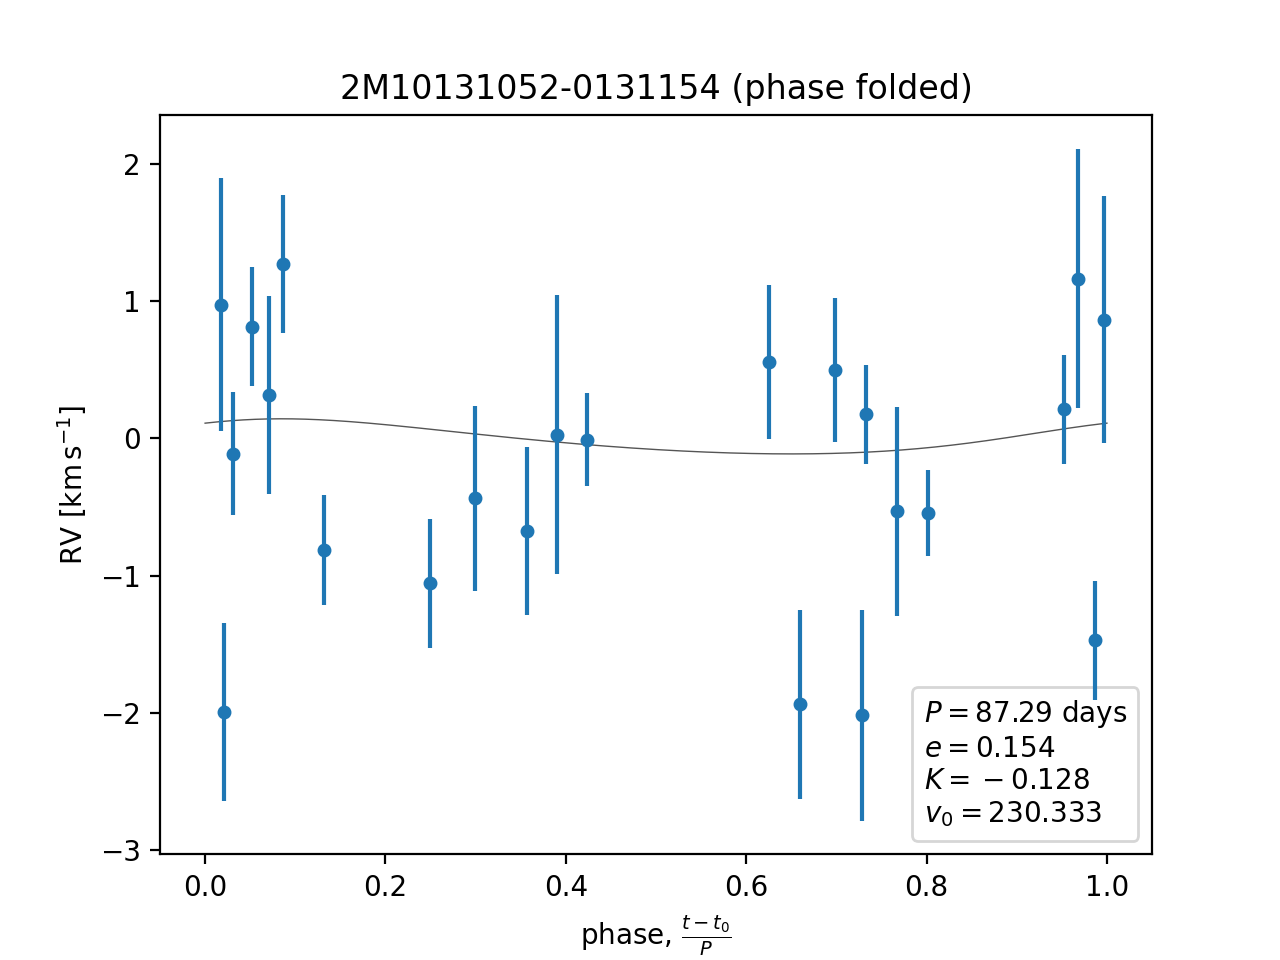 2M10131052-0131154 (phase folded)
RV [km s⁻¹]
2
1
0
−1
−2
−3
P = 87.29 days
e = 0.154
K = −0.128
v₀ = 230.333
0.0 0.2 0.4 0.6 0.8 1.0
phase, (t − t₀)/P